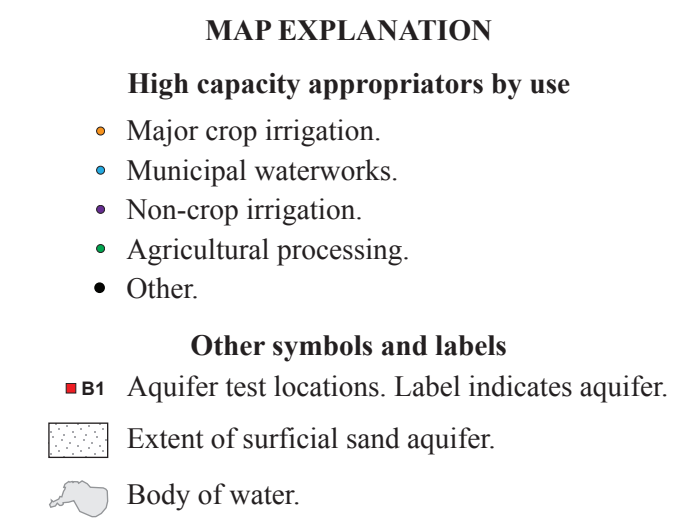 MAP EXPLANATION
High capacity appropriators by use
Major crop irrigation.
Municipal waterworks.
Non-crop irrigation.
Agricultural processing.
Other.
Other symbols and labels
B1 Aquifer test locations. Label indicates aquifer.
Extent of surficial sand aquifer.
Body of water.